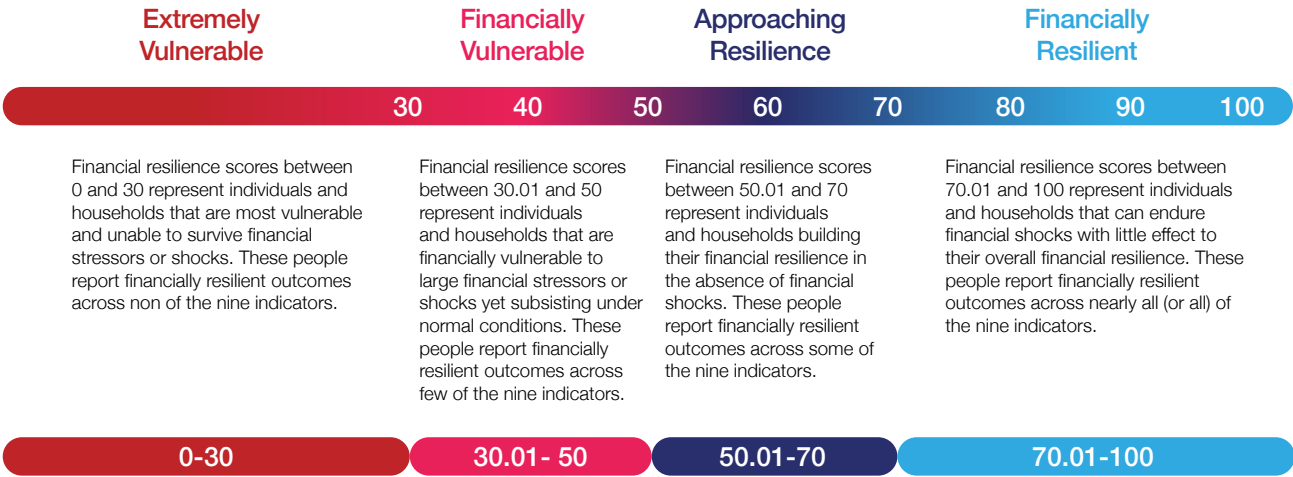 Extremely
Vulnerable
Financially
Vulnerable
Approaching
Resilience
Financially
Resilient
30 40 50 60 70 80 90 100
Financial resilience scores between
0 and 30 represent individuals and
households that are most vulnerable
and unable to survive financial
stressors or shocks. These people
report financially resilient outcomes
across non of the nine indicators.
Financial resilience scores
between 30.01 and 50
represent individuals
and households that are
financially vulnerable to
large financial stressors or
shocks yet subsisting under
normal conditions. These
people report financially
resilient outcomes across
few of the nine indicators.
Financial resilience scores
between 50.01 and 70
represent individuals
and households building
their financial resilience in
the absence of financial
shocks. These people
report financially resilient
outcomes across some of
the nine indicators.
Financial resilience scores between
70.01 and 100 represent individuals
and households that can endure
financial shocks with little effect to
their overall financial resilience. These
people report financially resilient
outcomes across nearly all (or all) of
the nine indicators.
0-30 30.01- 50 50.01-70 70.01-100